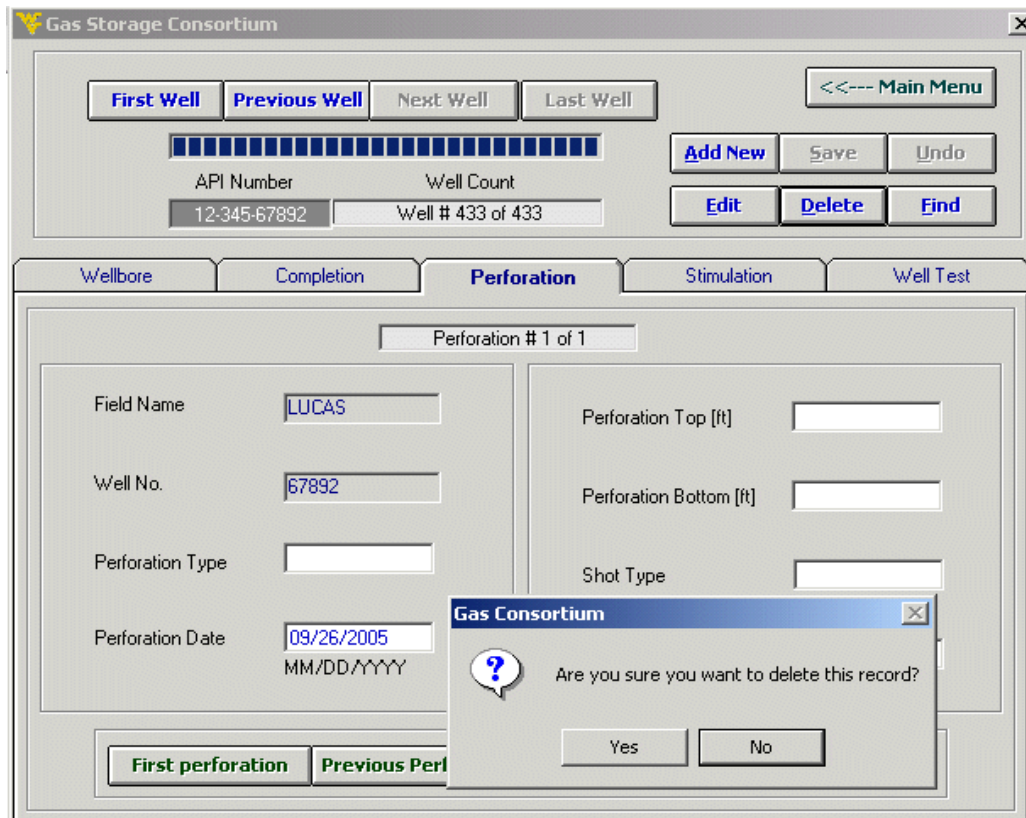 Gas Storage Consortium
First Well Previous Well Next Well Last Well <<--- Main Menu
Add New Save Undo
API Number Well Count
12-345-67892 Well # 433 of 433
Edit Delete Find
Wellbore Completion Perforation Stimulation Well Test
Perforation # 1 of 1
Field Name LUCAS
Perforation Top [ft]
Well No. 67892
Perforation Bottom [ft]
Perforation Type
Shot Type
Perforation Date 09/26/2005
MM/DD/YYYY
Gas Consortium
Are you sure you want to delete this record?
Yes No
First perforation Previous Perf